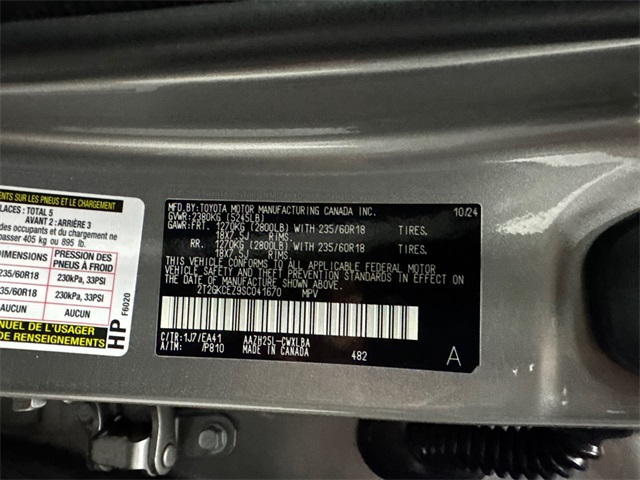 ENTS SUR LES PNEUS ET LE CHARGEMENT
LACES : TOTAL 5
AVANT 2 : ARRIÈRE 3
des occupants et du chargement ne
passer 405 kg ou 895 lb.
DIMENSIONS
PRESSION DES
PNEUS À FROID
235/60R18 230kPa, 33PSI
235/60R18 230kPa, 33PSI
AUCUN AUCUN
NUEL DE L'USAGER
DE RENSEIGNEMENTS
HP
F6020
MFD.BY:TOYOTA MOTOR MANUFACTURING CANADA INC.
GVWR:2380KG (5245LB) 10/24
GAWR:FRT. 1270KG (2800LB) WITH 235/60R18 TIRES.
18X7.5J RIMS.
RR. 1270KG (2800LB) WITH 235/60R18 TIRES.
18X7.5J RIMS.
THIS VEHICLE CONFORMS TO ALL APPLICABLE FEDERAL MOTOR
VEHICLE SAFETY AND THEFT PREVENTION STANDARDS IN EFFECT
ON THE DATE OF MANUFACTURE SHOWN ABOVE.
MPV
C/TR:1J7/EA41 AAZH25L-CWXLBA
A/TM: /P810 MADE IN CANADA 482
A